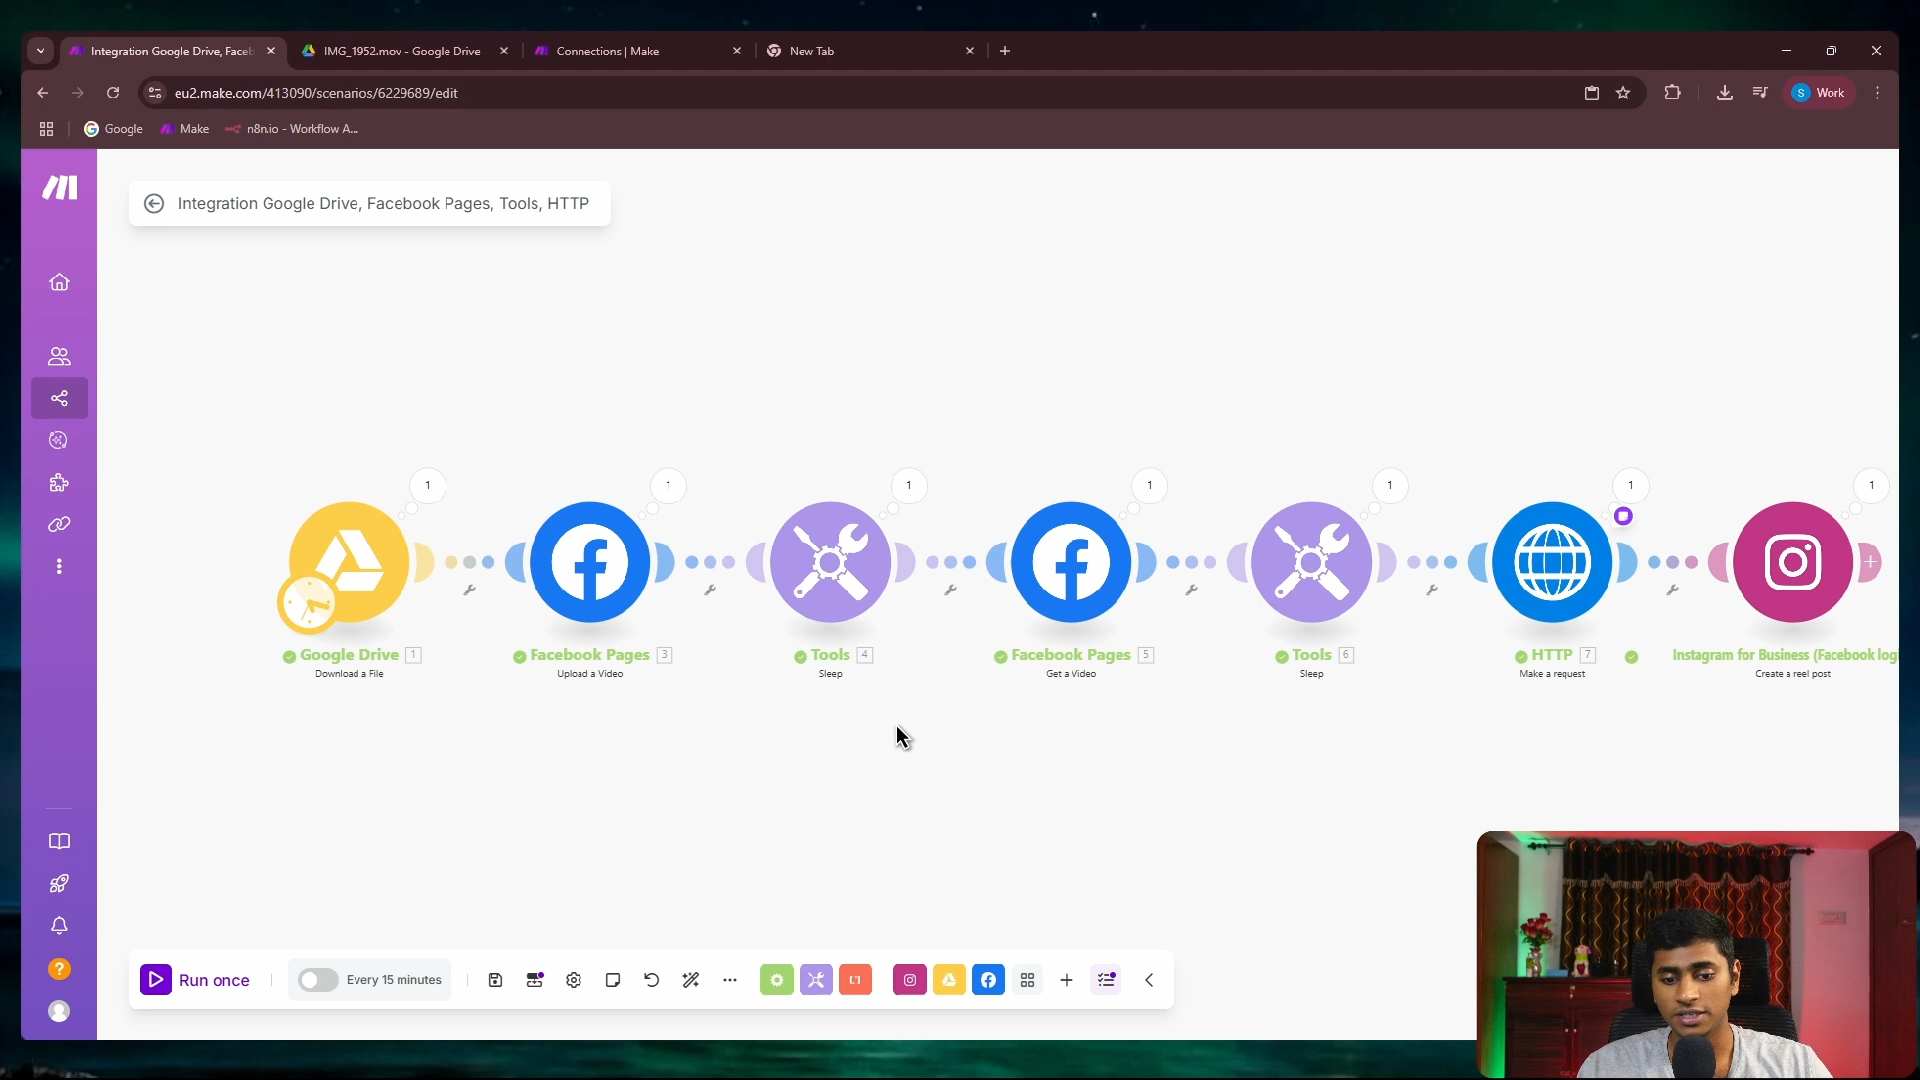 Integration Google Drive, Faceb
IMG_1952.mov - Google Drive
Connections | Make
New Tab
eu2.make.com/413090/scenarios/6229689/edit
S Work
Google
Make
n8n.io - Workflow A...
Integration Google Drive, Facebook Pages, Tools, HTTP
1
1
1
1
1
1
1
Google Drive 1
Download a File
Facebook Pages 3
Upload a Video
Tools 4
Sleep
Facebook Pages 5
Get a Video
Tools 6
Sleep
HTTP 7
Make a request
Instagram for Business (Facebook logi
Create a reel post
?
Run once
Every 15 minutes